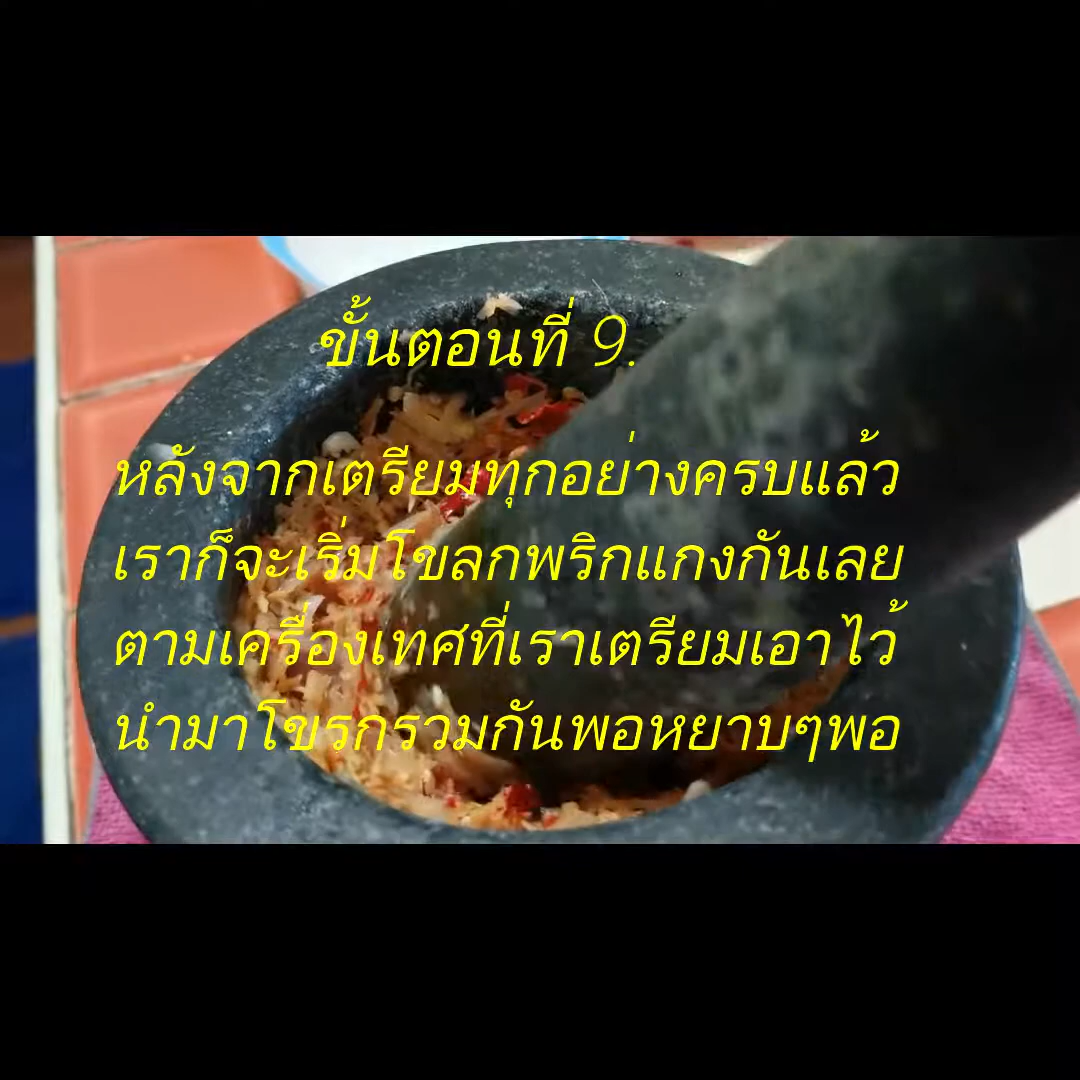 ขั้นตอนที่ 9.
หลังจากเตรียมทุกอย่างครบแล้ว
เราก็จะเริ่มโขลกพริกแกงกันเลย
ตามเครื่องเทศที่เราเตรียมเอาไว้
นำมาโขรกรวมกันพอหยาบๆพอ